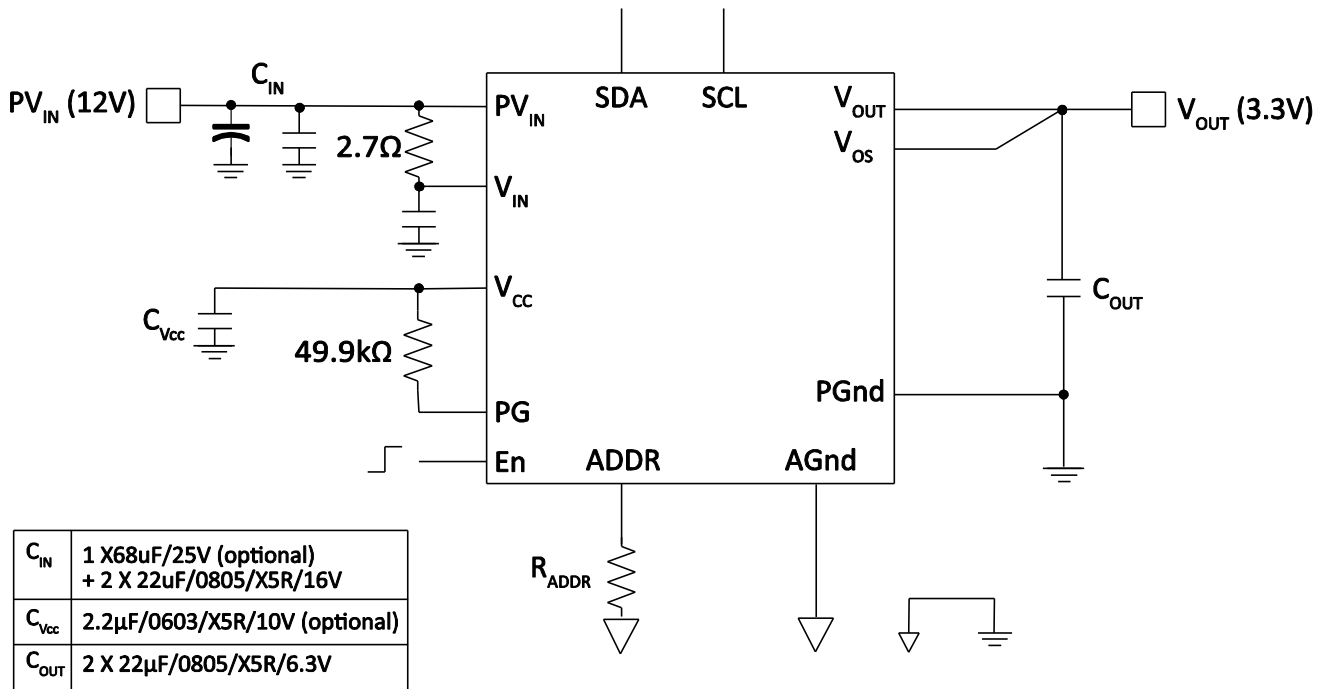 C_IN
SDA
SCL
PV_IN (12V)
PV_IN
V_OUT
V_OUT (3.3V)
2.7Ω
V_OS
V_IN
V_CC
C_OUT
C_Vcc
49.9kΩ
PGnd
PG
En
ADDR
AGnd
R_ADDR
C_IN 1 X68uF/25V (optional)
+ 2 X 22uF/0805/X5R/16V
C_Vcc 2.2µF/0603/X5R/10V (optional)
C_OUT 2 X 22µF/0805/X5R/6.3V